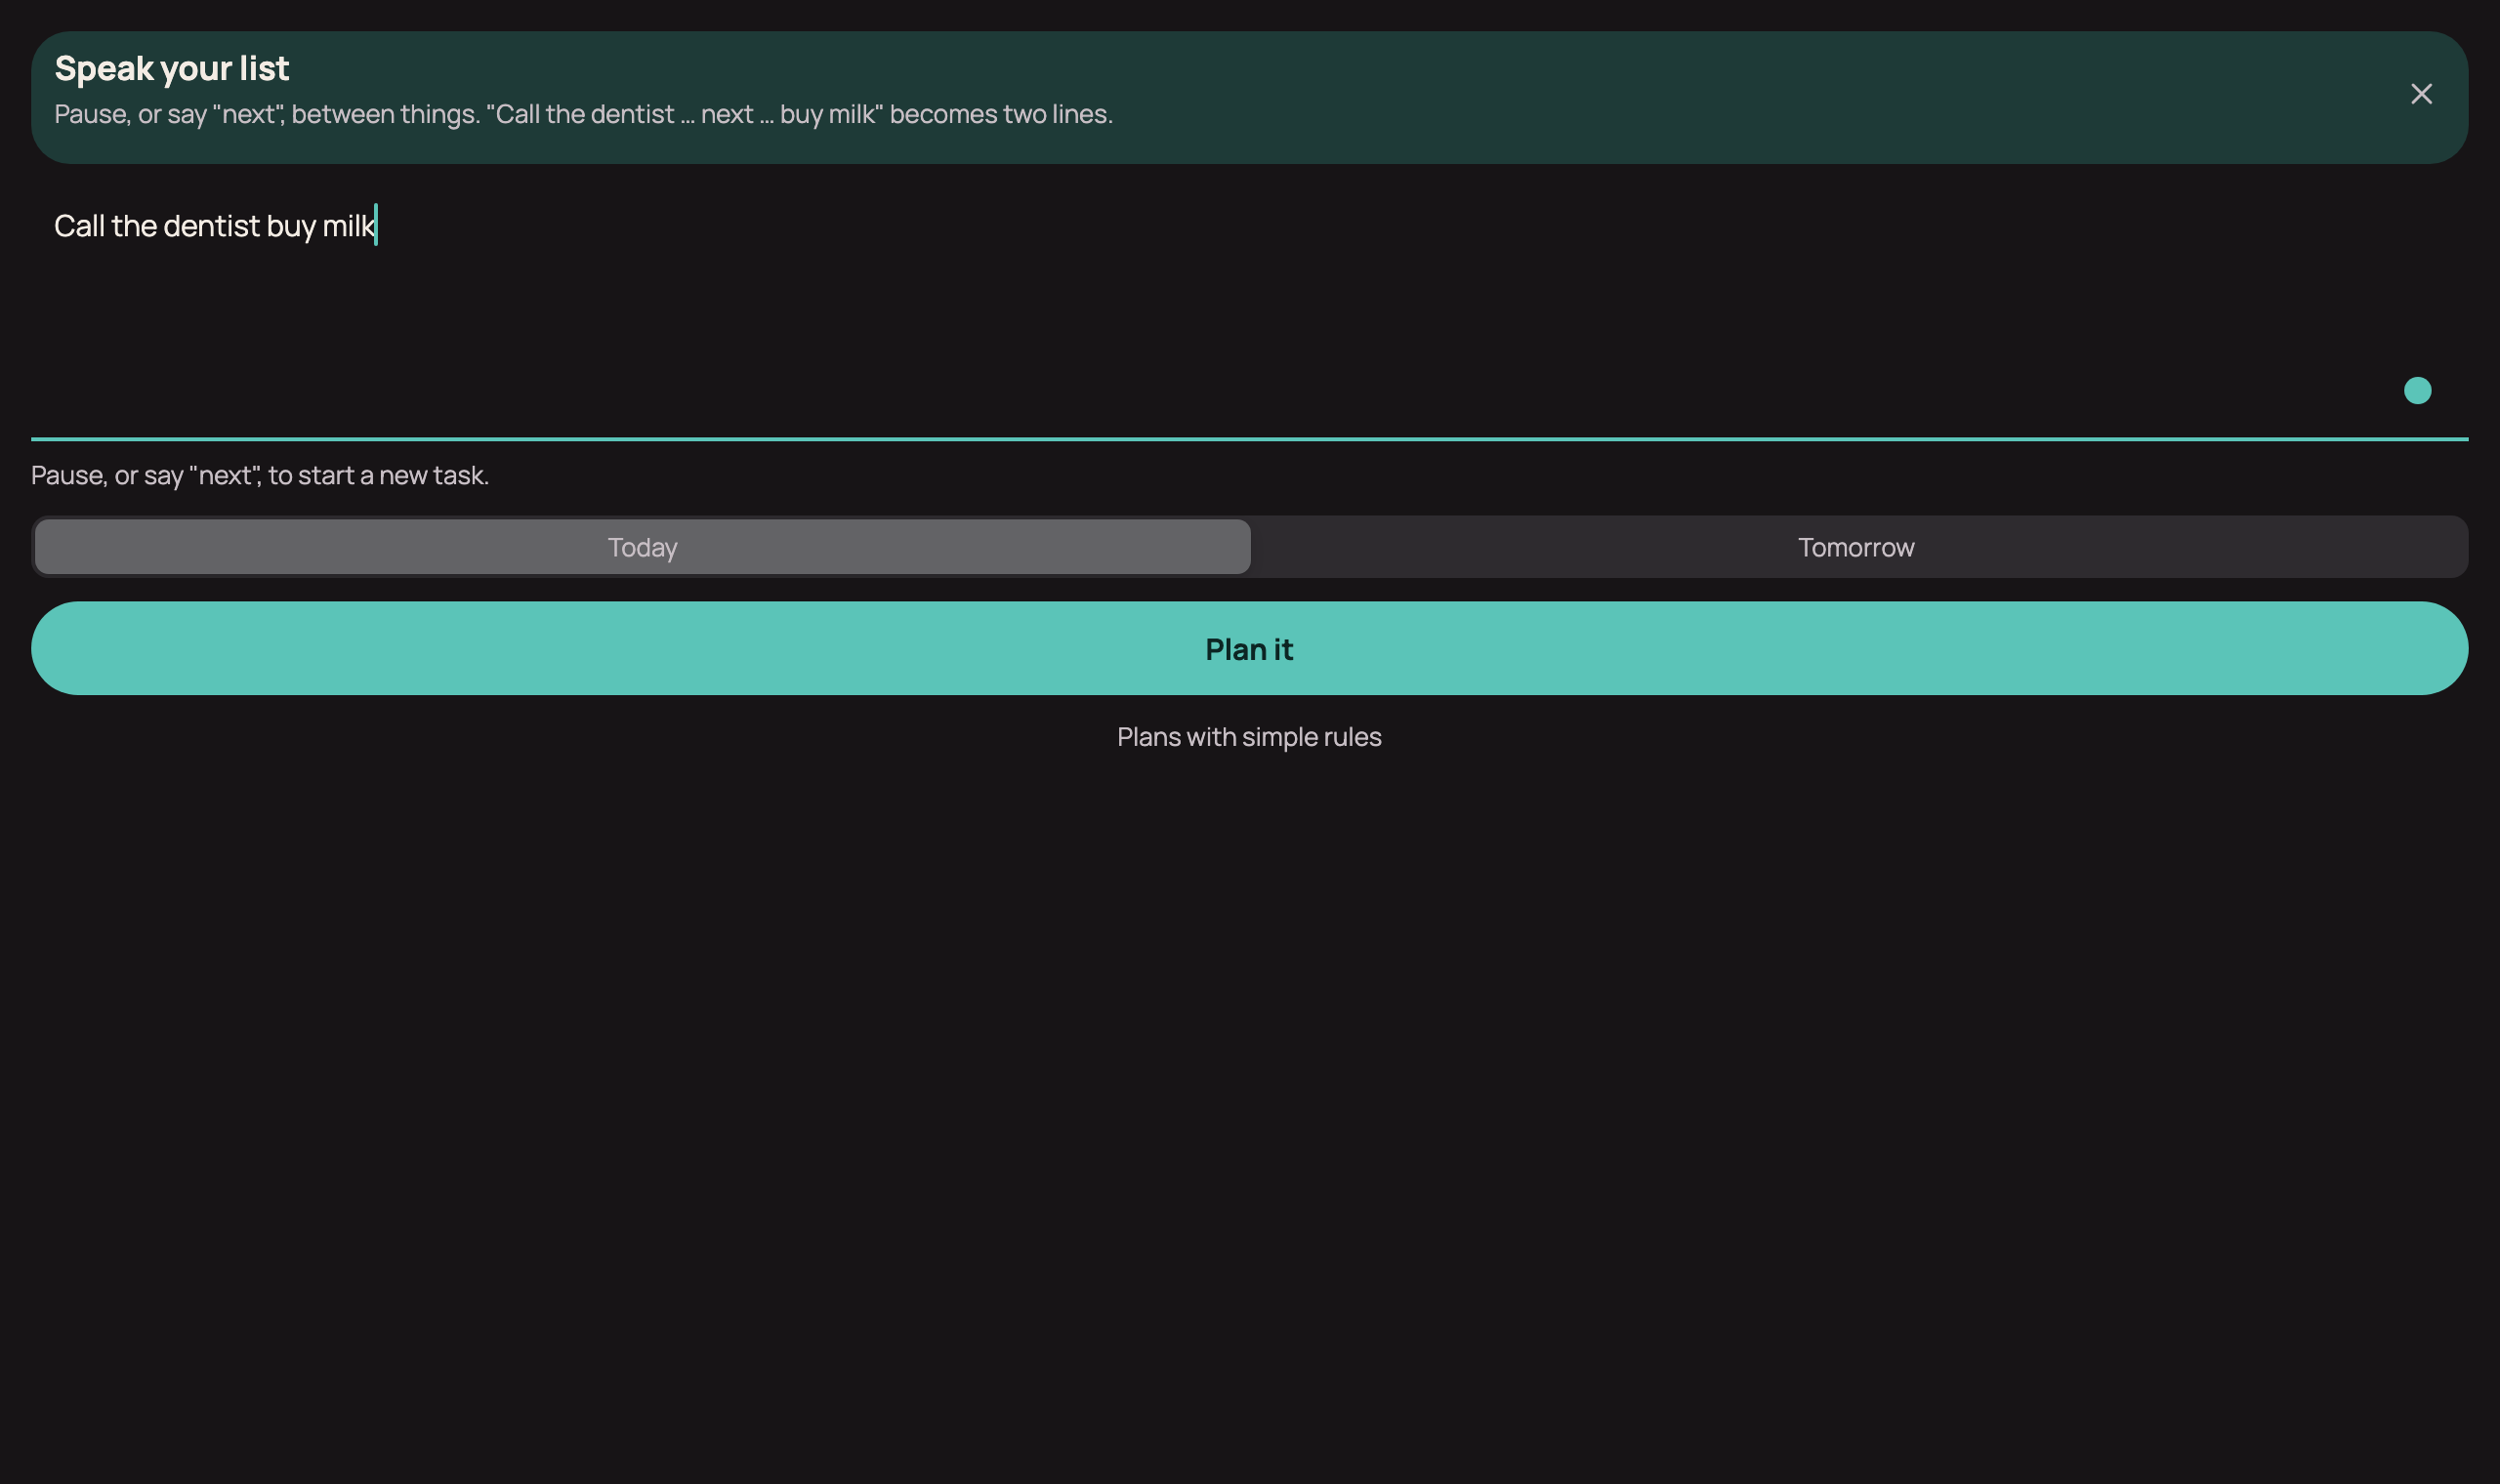 Speak your list
Pause, or say "next", between things. "Call the dentist ... next ... buy milk" becomes two lines.
Call the dentist buy milk
Pause, or say "next", to start a new task.
Today
Tomorrow
Plan it
Plans with simple rules